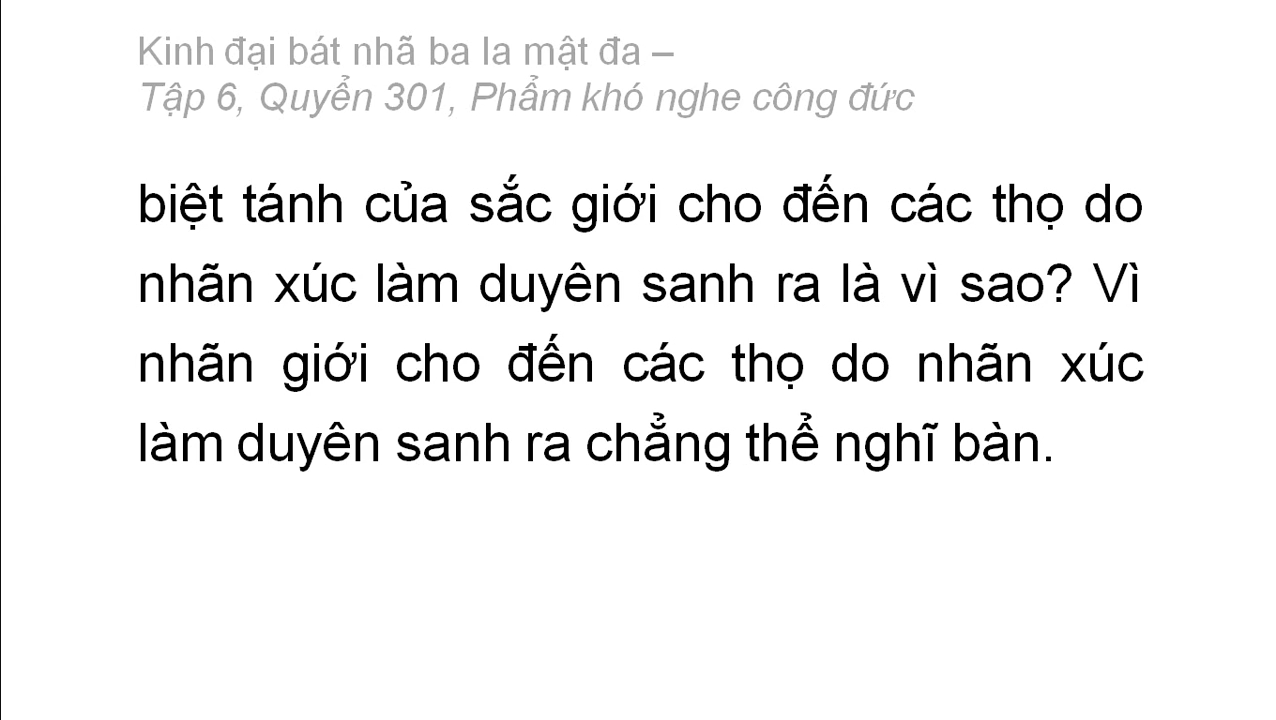 Kinh đại bát nhã ba la mật đa –
Tập 6, Quyển 301, Phẩm khó nghe công đức
biệt tánh của sắc giới cho đến các thọ do
nhãn xúc làm duyên sanh ra là vì sao? Vì
nhãn giới cho đến các thọ do nhãn xúc
làm duyên sanh ra chẳng thể nghĩ bàn.